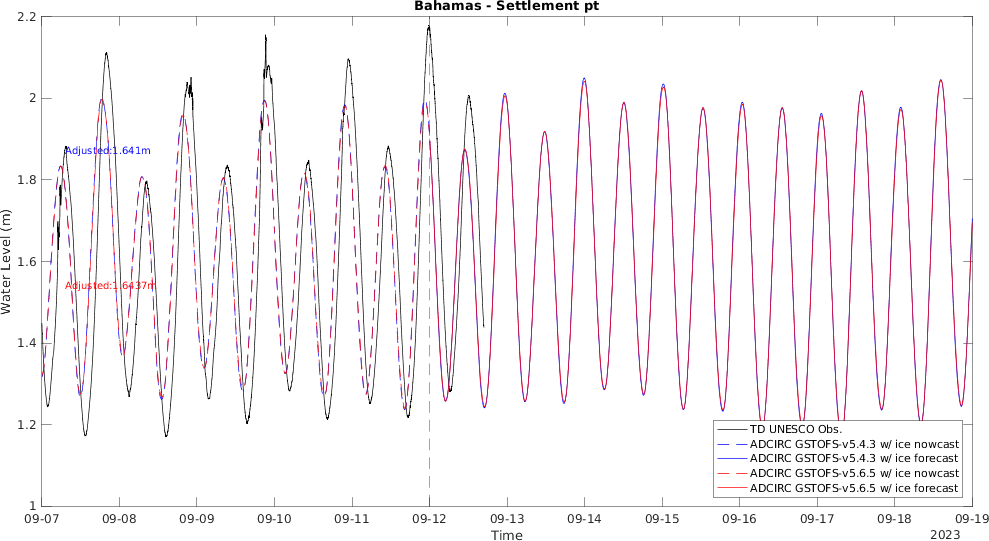 Bahamas - Settlement pt
2.2
2
1.8
1.6
1.4
1.2
1
Water Level (m)
Adjusted:1.641m
Adjusted:1.6437m
TD UNESCO Obs.
ADCIRC GSTOFS-v5.4.3 w/ ice nowcast
ADCIRC GSTOFS-v5.4.3 w/ ice forecast
ADCIRC GSTOFS-v5.6.5 w/ ice nowcast
ADCIRC GSTOFS-v5.6.5 w/ ice forecast
09-07 09-08 09-09 09-10 09-11 09-12 09-13 09-14 09-15 09-16 09-17 09-18 09-19
Time
2023